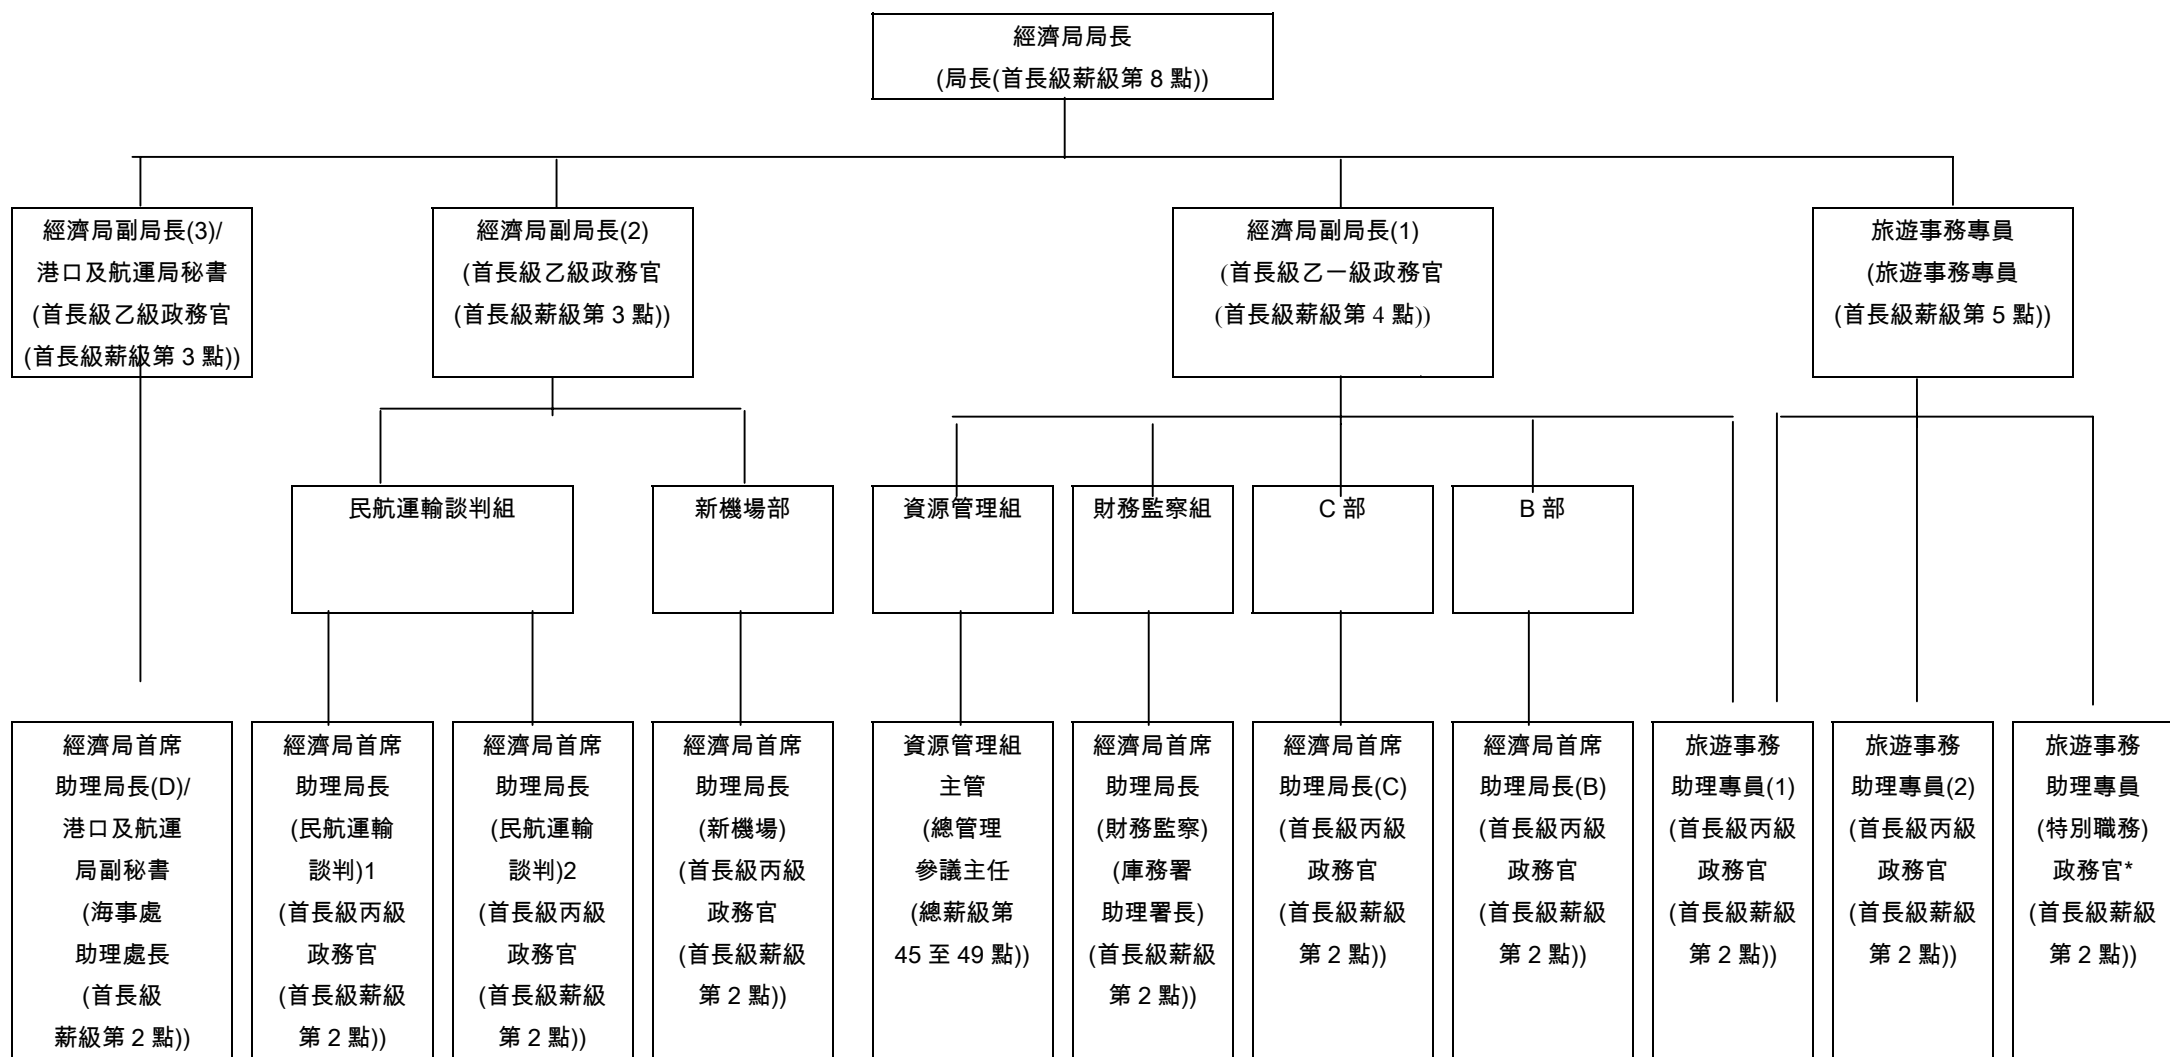 經濟局局長
(局長(首長級薪級第 8 點))
經濟局副局長(3)/
港口及航運局秘書
(首長級乙級政務官
(首長級薪級第 3 點))
經濟局副局長(2)
(首長級乙級政務官
(首長級薪級第 3 點))
經濟局副局長(1)
(首長級乙一級政務官
(首長級薪級第 4 點))
旅遊事務專員
(旅遊事務專員
(首長級薪級第 5 點))
民航運輸談判組
新機場部
資源管理組
財務監察組
C 部
B 部
經濟局首席
助理局長(D)/
港口及航運
局副秘書
(海事處
助理處長
(首長級
薪級第 2 點))
經濟局首席
助理局長
(民航運輸
談判)1
(首長級丙級
政務官
(首長級薪級
第 2 點))
經濟局首席
助理局長
(民航運輸
談判)2
(首長級丙級
政務官
(首長級薪級
第 2 點))
經濟局首席
助理局長
(新機場)
(首長級丙級
政務官
(首長級薪級
第 2 點))
資源管理組
主管
(總管理
參議主任
(總薪級第
45 至 49 點))
經濟局首席
助理局長
(財務監察)
(庫務署
助理署長)
(首長級薪級
第 2 點))
經濟局首席
助理局長(C)
(首長級丙級
政務官
(首長級薪級
第 2 點))
經濟局首席
助理局長(B)
(首長級丙級
政務官
(首長級薪級
第 2 點))
旅遊事務
助理專員(1)
(首長級丙級
政務官
(首長級薪級
第 2 點))
旅遊事務
助理專員(2)
(首長級丙級
政務官
(首長級薪級
第 2 點))
旅遊事務
助理專員
(特別職務)
政務官*
(首長級薪級
第 2 點))